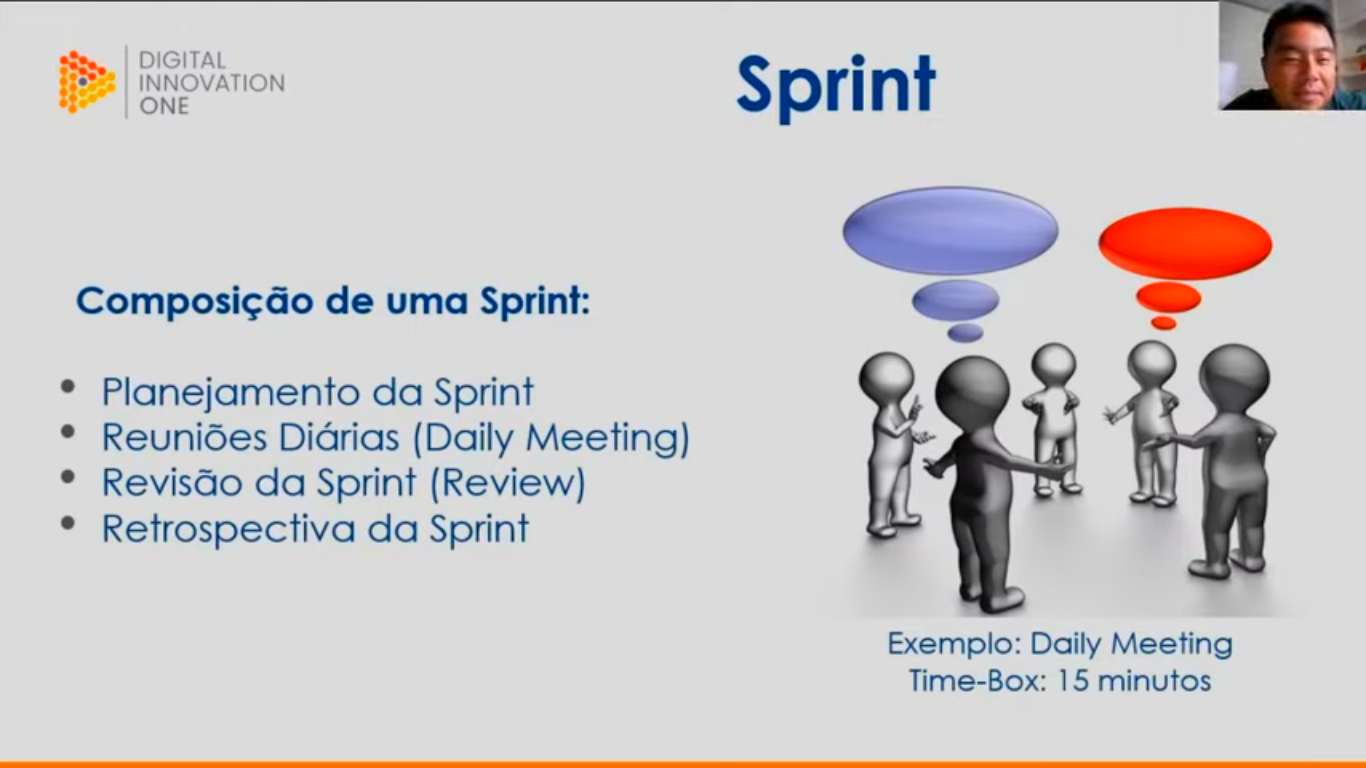 DIGITAL
INNOVATION
ONE
Sprint
Composição de uma Sprint:
• Planejamento da Sprint
• Reuniões Diárias (Daily Meeting)
• Revisão da Sprint (Review)
• Retrospectiva da Sprint
Exemplo: Daily Meeting
Time-Box: 15 minutos